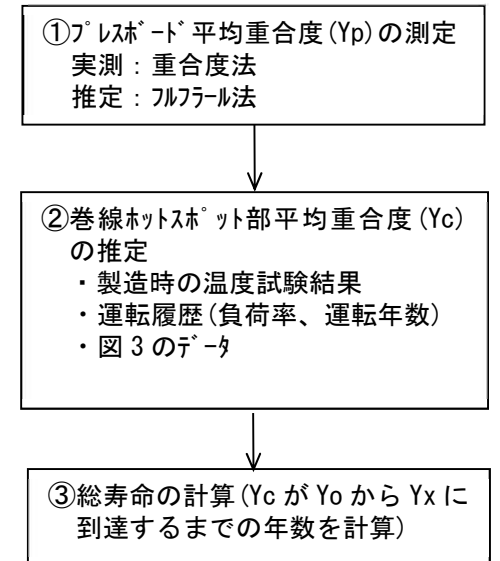 ①ﾌﾟﾚｽﾎﾞｰﾄﾞ平均重合度(Yp)の測定
実測：重合度法
推定：ﾌﾙﾌﾗｰﾙ法
②巻線ﾎｯﾄｽﾎﾟｯﾄ部平均重合度(Yc)
の推定
・製造時の温度試験結果
・運転履歴(負荷率、運転年数)
・図3のﾃﾞｰﾀ
③総寿命の計算(YcがYoからYxに
到達するまでの年数を計算)